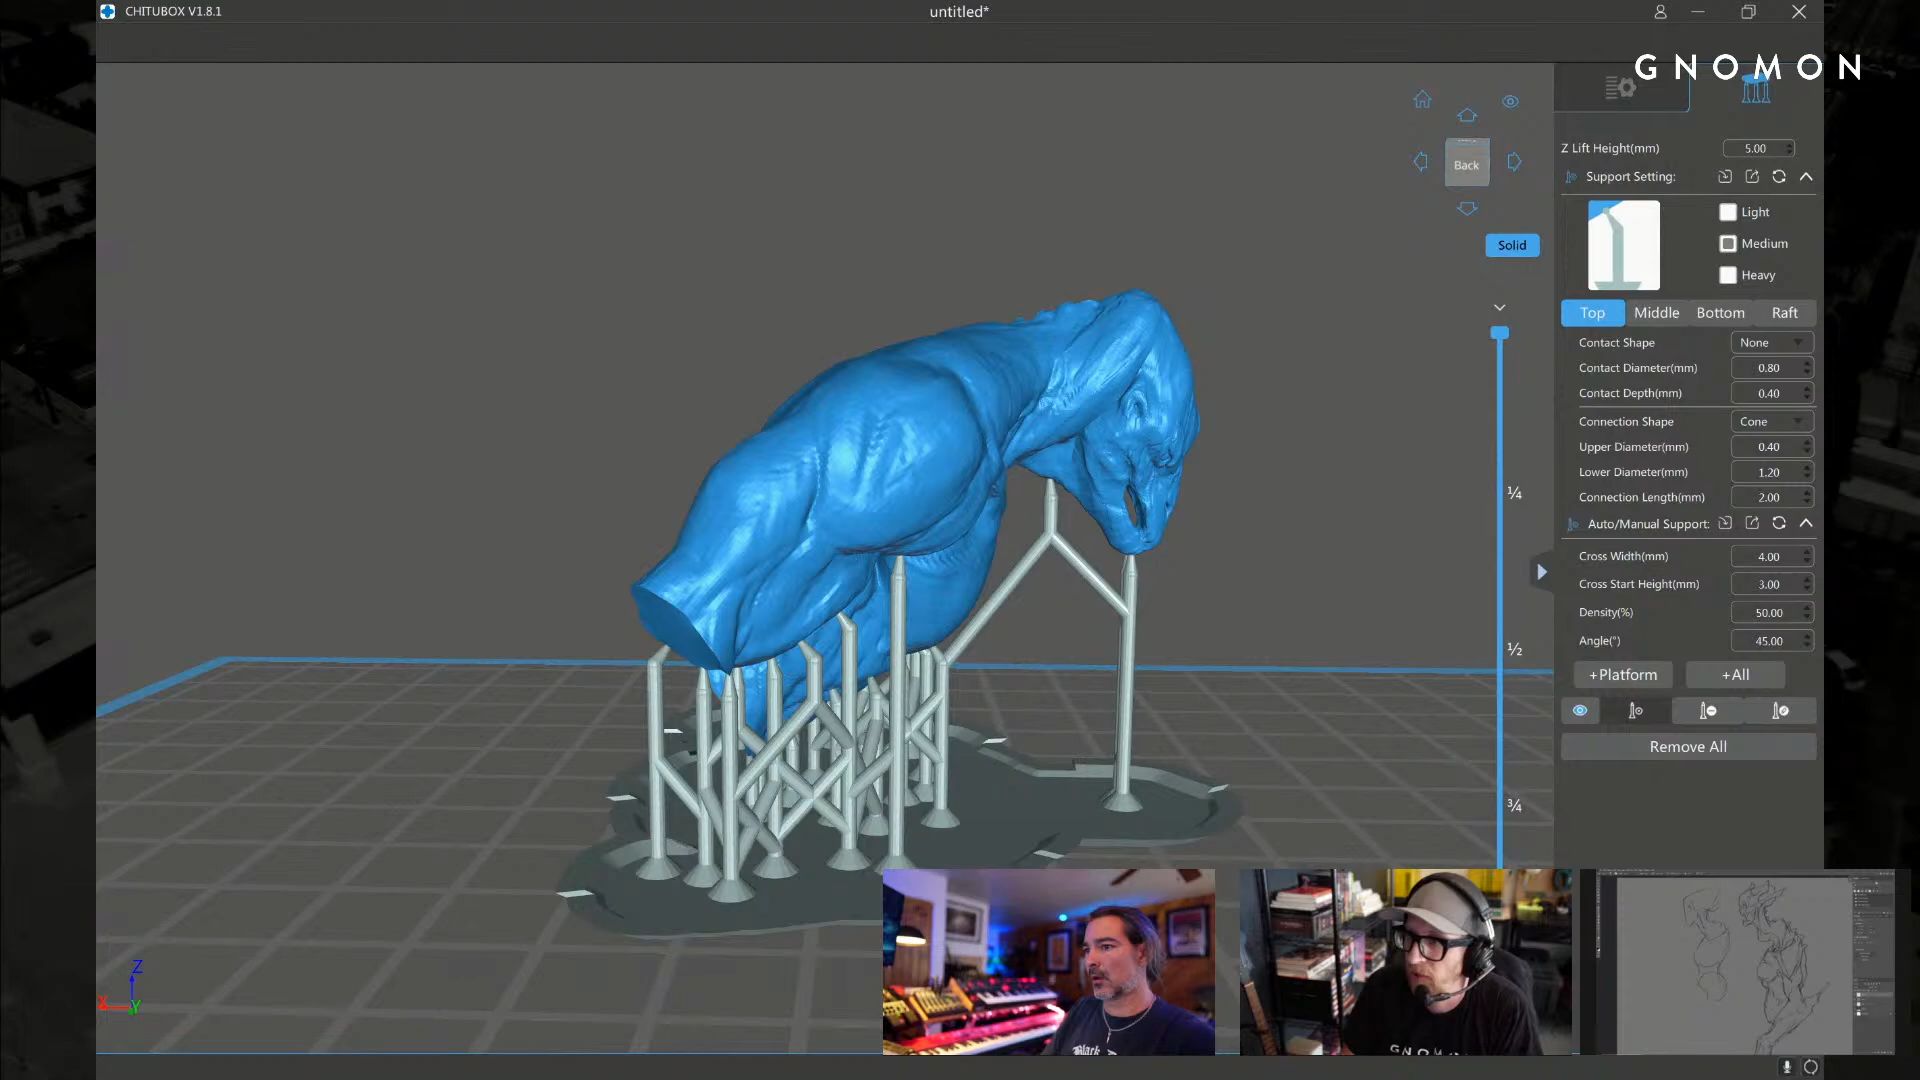 CHITUBOX V1.8.1
untitled*
GNOMON
Z Lift Height(mm) 5.00
Support Setting:
Back
Light
Solid
Medium
Heavy
Top Middle Bottom Raft
Contact Shape None
Contact Diameter(mm) 0.80
Contact Depth(mm) 0.40
Connection Shape Cone
Upper Diameter(mm) 0.40
Lower Diameter(mm) 1.20
¼
Connection Length(mm) 2.00
Auto/Manual Support:
Cross Width(mm) 4.00
Cross Start Height(mm) 3.00
Density(%) 50.00
Angle(°) 45.00
½
+Platform +All
Remove All
¾
Z
X
Y
Black
GNOM